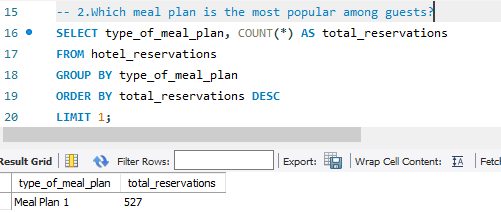 15 -- 2.Which meal plan is the most popular among guests?
16 SELECT type_of_meal_plan, COUNT(*) AS total_reservations
17 FROM hotel_reservations
18 GROUP BY type_of_meal_plan
19 ORDER BY total_reservations DESC
20 LIMIT 1;
Result Grid Filter Rows: Export: Wrap Cell Content: Fetc
type_of_meal_plan total_reservations
Meal Plan 1 527